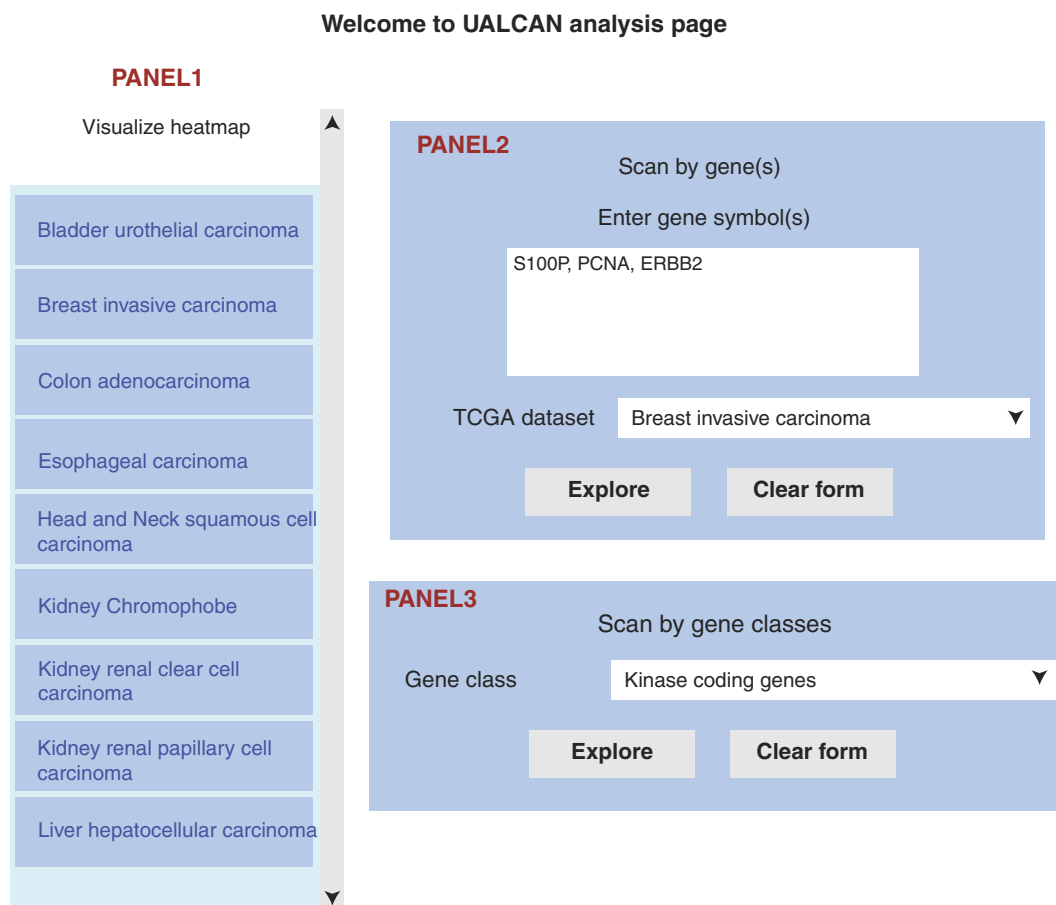 Welcome to UALCAN analysis page
PANEL1
Visualize heatmap
Bladder urothelial carcinoma
Breast invasive carcinoma
Colon adenocarcinoma
Esophageal carcinoma
Head and Neck squamous cell
carcinoma
Kidney Chromophobe
Kidney renal clear cell
carcinoma
Kidney renal papillary cell
carcinoma
Liver hepatocellular carcinoma
PANEL2
Scan by gene(s)
Enter gene symbol(s)
S100P, PCNA, ERBB2
TCGA dataset Breast invasive carcinoma
Explore Clear form
PANEL3
Scan by gene classes
Gene class Kinase coding genes
Explore Clear form